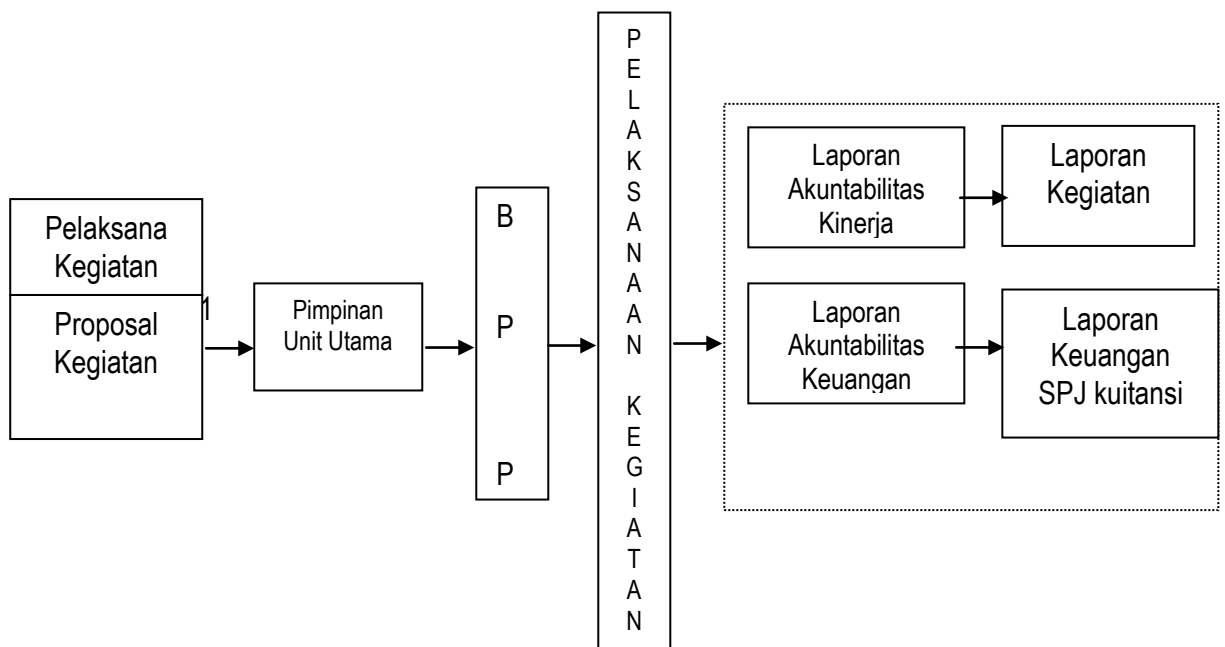 Pelaksana
Kegiatan
Proposal
Kegiatan
1
Pimpinan
Unit Utama
B
P
P
P
E
L
A
K
S
A
N
A
A
N
K
E
G
I
A
T
A
N
Laporan
Akuntabilitas
Kinerja
Laporan
Kegiatan
Laporan
Akuntabilitas
Keuangan
Laporan
Keuangan
SPJ kuitansi